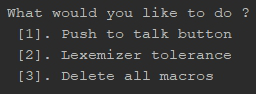 What would you like to do ?
[1]. Push to talk button
[2]. Lexemizer tolerance
[3]. Delete all macros